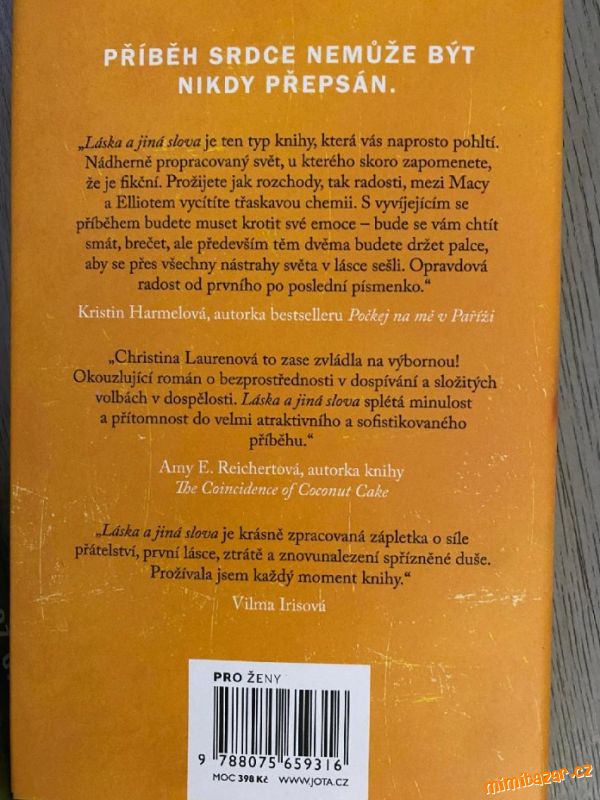 PŘÍBĚH SRDCE NEMŮŽE BÝT
NIKDY PŘEPSÁN.
„Láska a jiná slova je ten typ knihy, která vás naprosto pohltí.
Nádherně propracovaný svět, u kterého skoro zapomenete,
že je fikční. Prožijete jak rozchody, tak radosti, mezi Macy
a Elliotem vycítíte třaskavou chemii. S vyvíjejícím se
příběhem budete muset krotit své emoce – bude se vám chtít
smát, brečet, ale především těm dvěma budete držet palce,
aby se přes všechny nástrahy světa v lásce sešli. Opravdová
radost od prvního po poslední písmenko.“
Kristin Harmelová, autorka bestselleru Počkej na mě v Paříži
„Christina Laurenová to zase zvládla na výbornou!
Okouzlující román o bezprostřednosti v dospívání a složitých
volbách v dospělosti. Láska a jiná slova splétá minulost
a přítomnost do velmi atraktivního a sofistikovaného
příběhu.“
Amy E. Reichertová, autorka knihy
The Coincidence of Coconut Cake
„Láska a jiná slova je krásně zpracovaná zápletka o síle
přátelství, první lásce, ztrátě a znovunalezení spřízněné duše.
Prožívala jsem každý moment knihy.“
Vilma Irisová
PRO ŽENY
9 788075 659316
MOC 398 KČ WWW.JOTA.CZ
mimibazar.cz